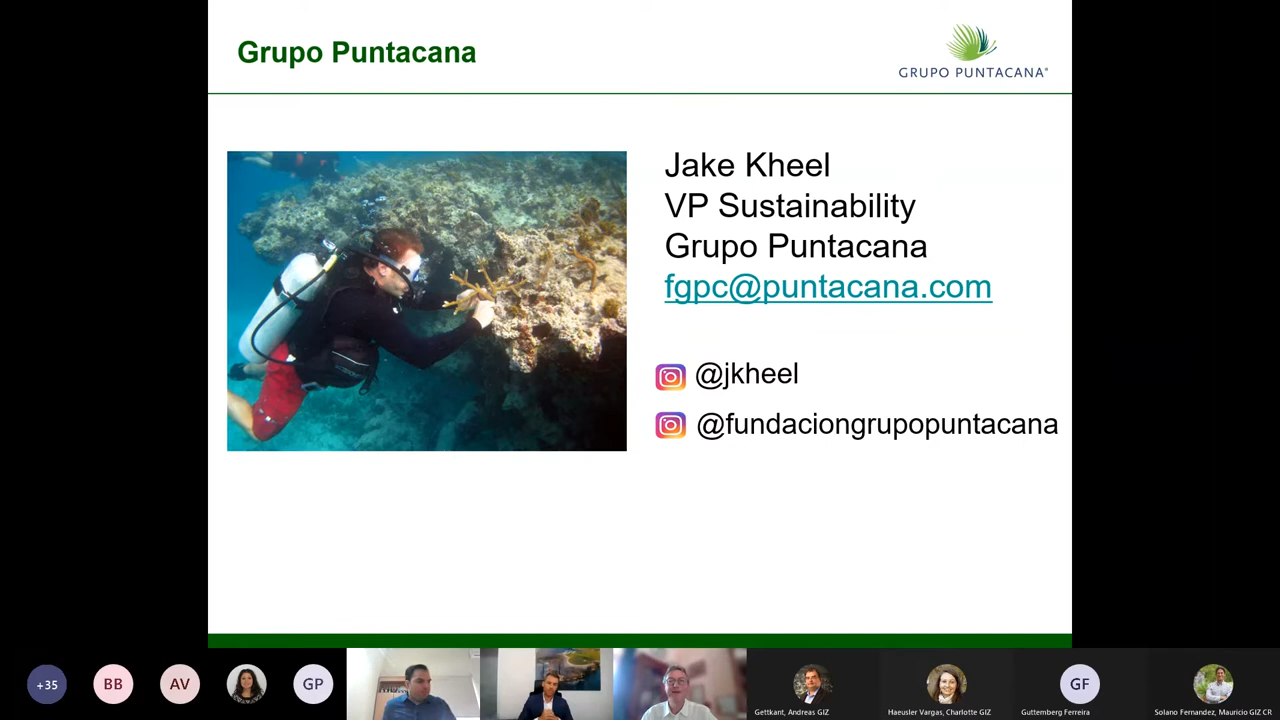 Grupo Puntacana
GRUPO PUNTACANA
Jake Kheel
VP Sustainability
Grupo Puntacana
fgpc@puntacana.com
@jkheel
@fundaciongrupopuntacana
+35
BB
AV
GP
GF
Gettkant, Andreas GIZ
Haeusler Vargas, Charlotte GIZ
Guttemberg Ferreira
Solano Fernandez, Mauricio GIZ CR